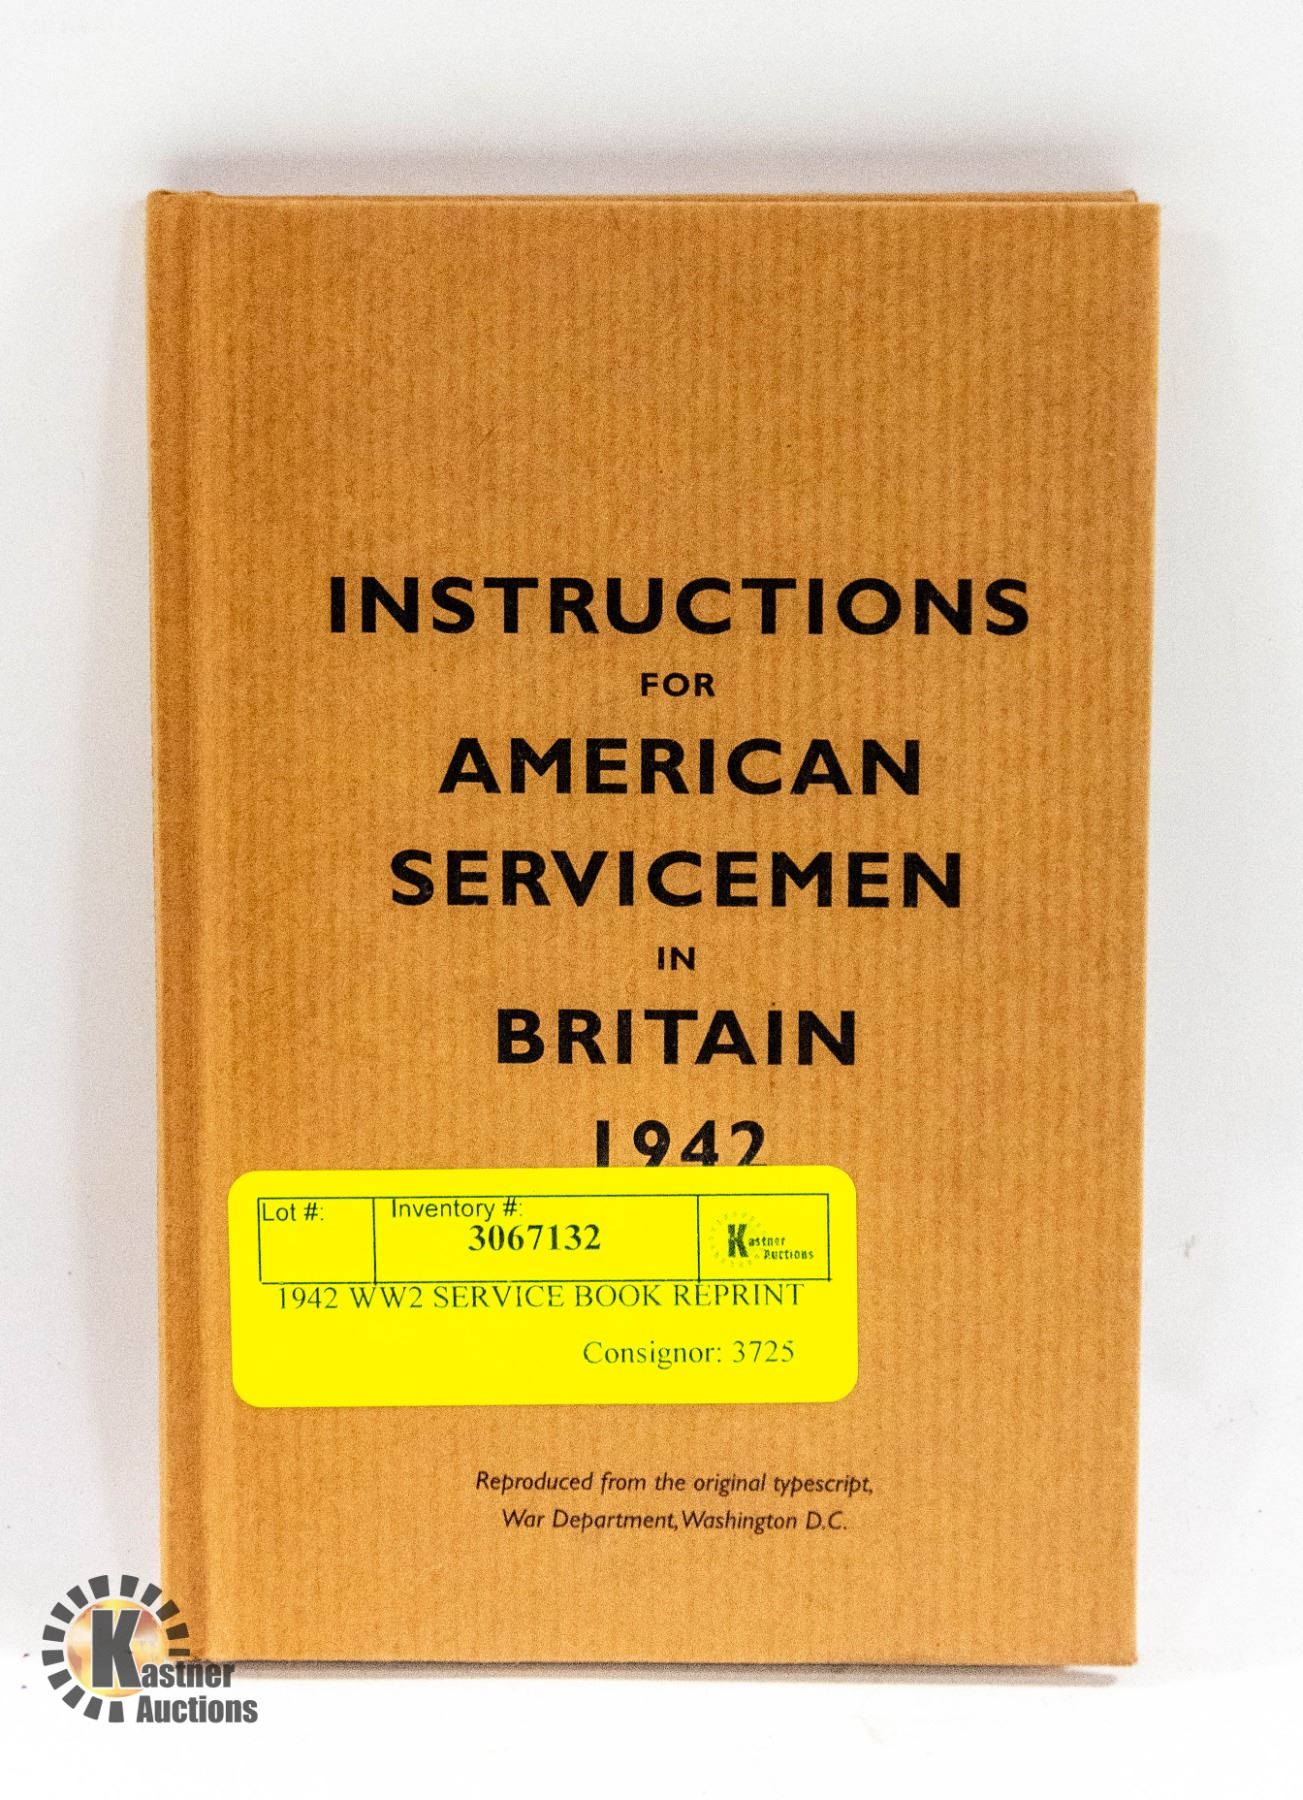 INSTRUCTIONS
FOR
AMERICAN
SERVICEMEN
IN
BRITAIN
1942
Lot #:
Inventory #:
3067132
Kastner
Auctions
1942 WW2 SERVICE BOOK REPRINT
Consignor: 3725
Reproduced from the original typescript,
War Department, Washington D.C.
Kastner
Auctions